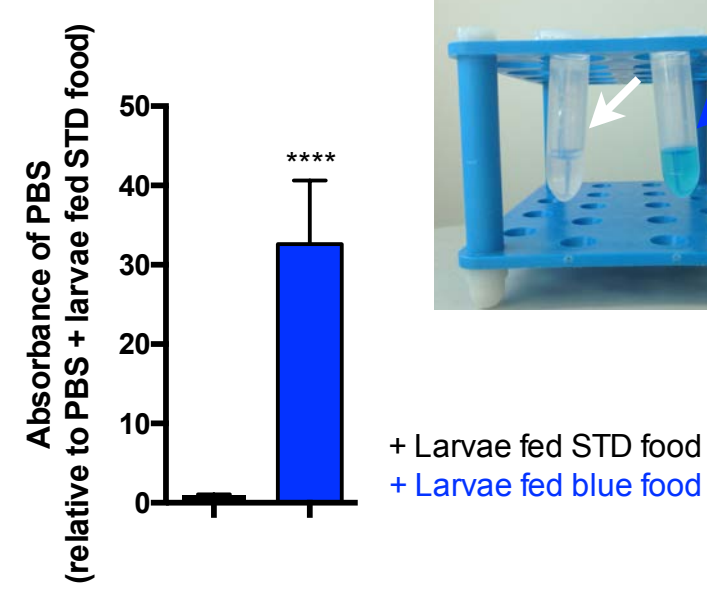 Absorbance of PBS
(relative to PBS + larvae fed STD food)
50
40
30
20
10
0
****
+ Larvae fed STD food
+ Larvae fed blue food